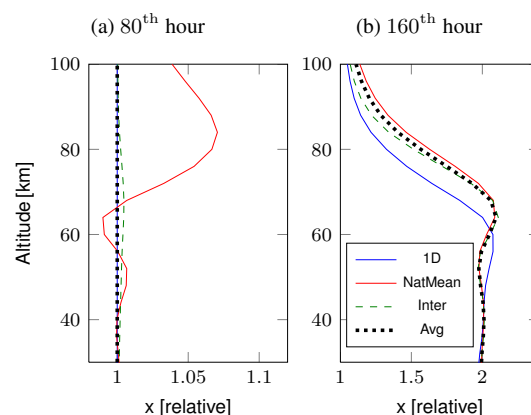 (a) 80th hour
(b) 160th hour
100
80
60
40
Altitude [km]
1
1.05
1.1
x [relative]
100
80
60
40
1
1.5
2
x [relative]
1D
NatMean
Inter
Avg